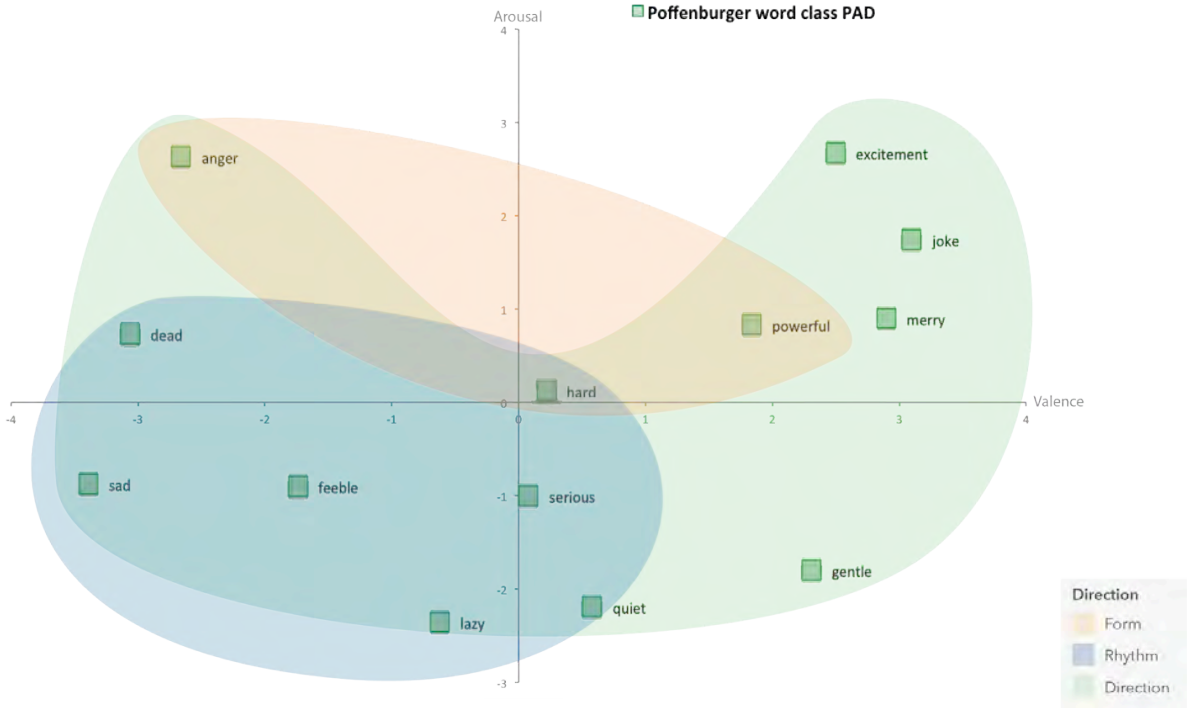 Poffenburger word class PAD
Arousal
4
3
anger
excitement
2
joke
1
dead
powerful
merry
hard
0
Valence
-4
-3
-2
-1
0
1
2
3
4
sad
feeble
-1
serious
gentle
-2
quiet
lazy
-3
Direction
Form
Rhythm
Direction